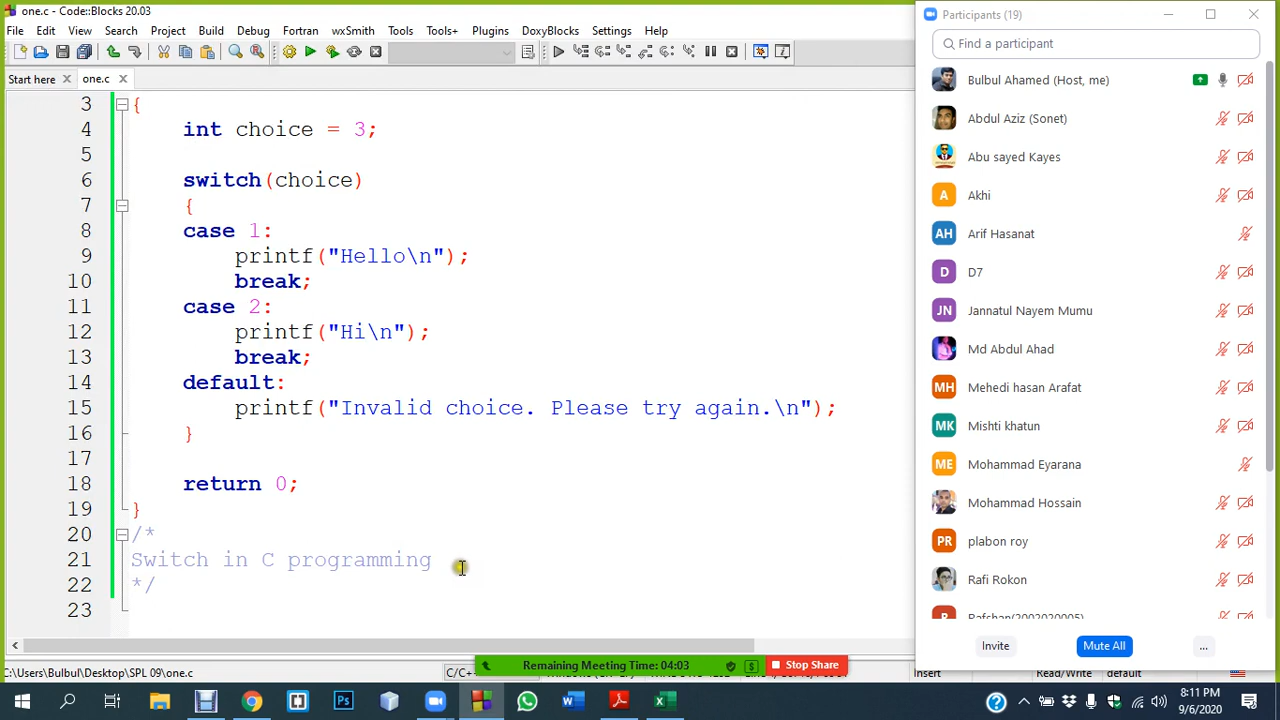 one.c - Code::Blocks 20.03
File Edit View Search Project Build Debug Fortran wxSmith Tools Tools+ Plugins DoxyBlocks Settings Help
Start here
one.c
3 {
4 int choice = 3;
5
6 switch(choice)
7 {
8 case 1:
9 printf("Hello\n");
10 break;
11 case 2:
12 printf("Hi\n");
13 break;
14 default:
15 printf("Invalid choice. Please try again.\n");
16 }
17
18 return 0;
19 }
20 /*
21 Switch in C programming
22 */
23
C:\Users\Bulbul\Desktop\SPL 09\one.c
C/C++
Insert
Read/Write
default
Remaining Meeting Time: 04:03
Stop Share
Participants (19)
Find a participant
Bulbul Ahamed (Host, me)
Abdul Aziz (Sonet)
Abu sayed Kayes
A Akhi
AH Arif Hasanat
D D7
JN Jannatul Nayem Mumu
Md Abdul Ahad
MH Mehedi hasan Arafat
MK Mishti khatun
ME Mohammad Eyarana
Mohammad Hossain
PR plabon roy
Rafi Rokon
Invite
Mute All
...
8:11 PM
9/6/2020